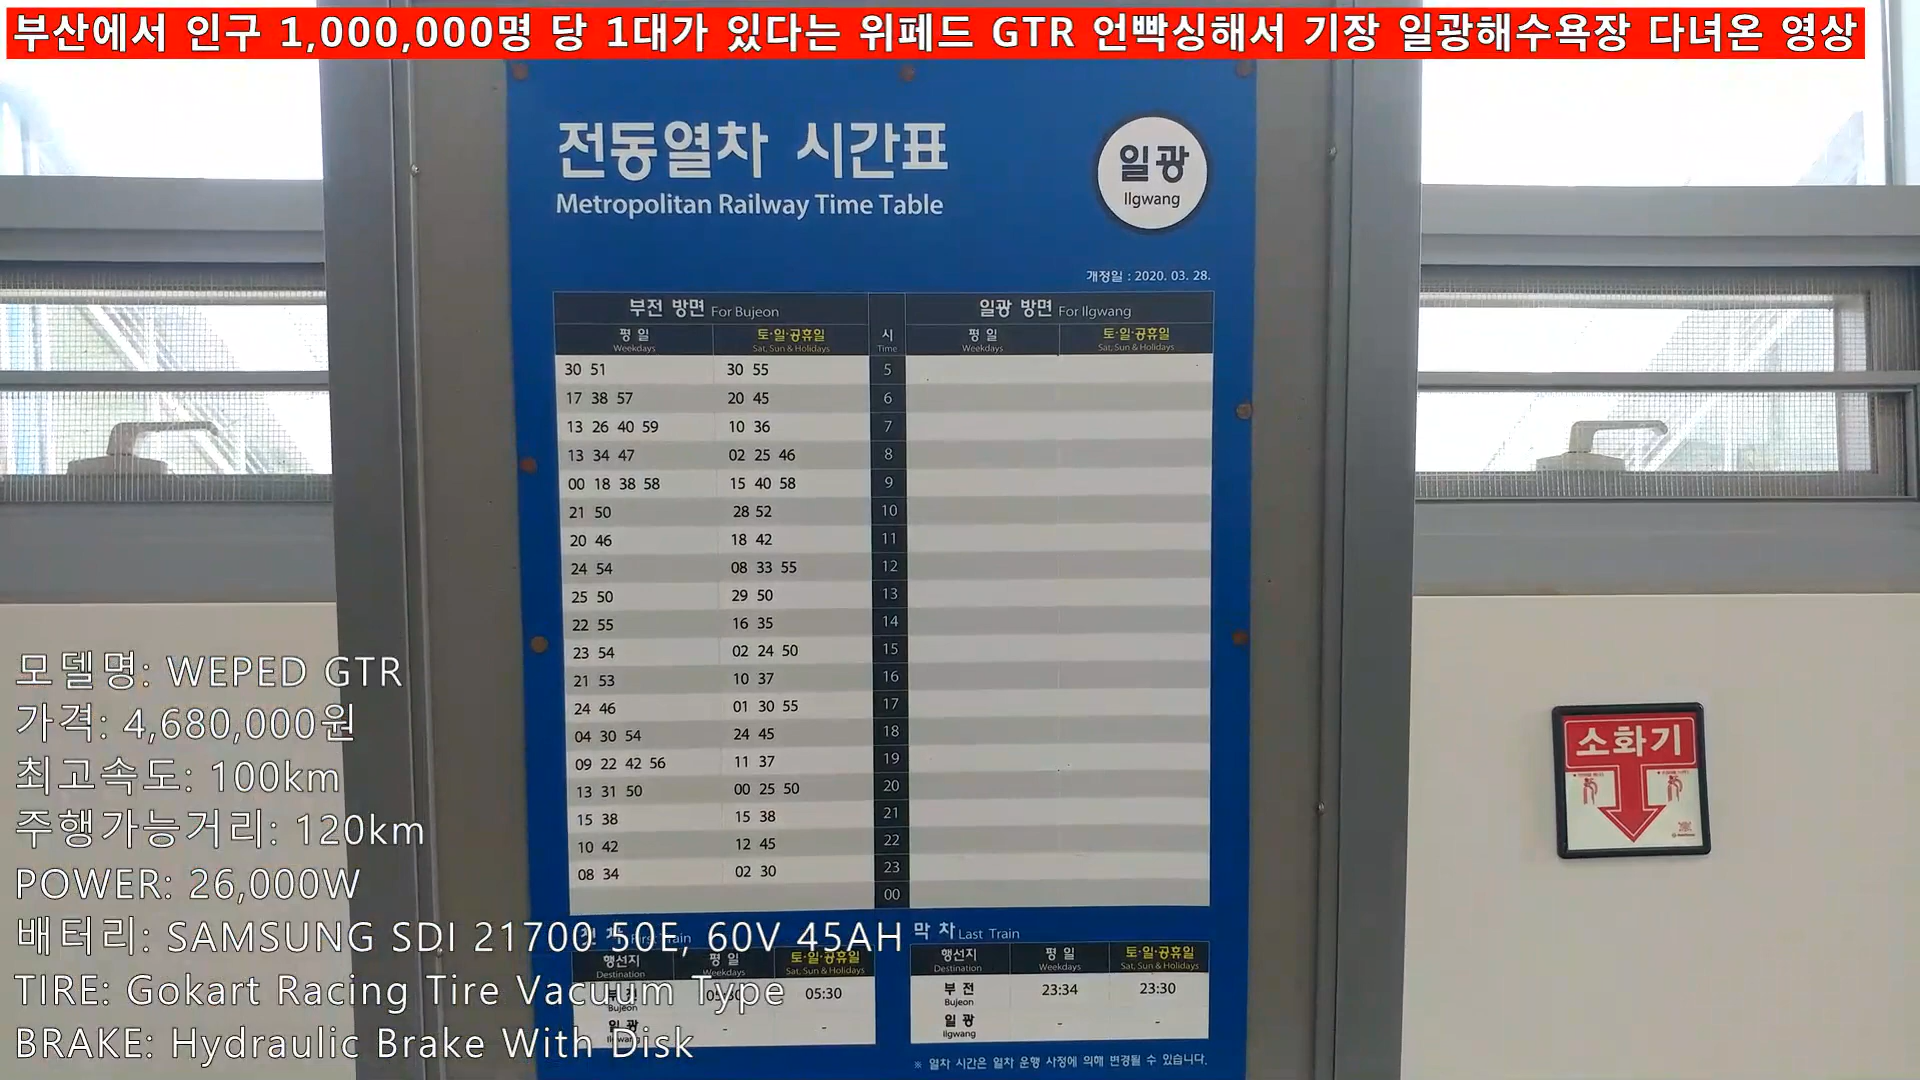 부산에서 인구 1,000,000명 당 1대가 있다는 위페드 GTR 언빡싱해서 기장 일광해수욕장 다녀온 영상
전동열차 시간표
Metropolitan Railway Time Table
일광
Ilgwang
개정일 : 2020. 03. 28.
부전 방면 For Bujeon 일광 방면 For Ilgwang
평 일 토·일·공휴일 시 평 일 토·일·공휴일
Weekdays Sat, Sun & Holidays Time Weekdays Sat, Sun & Holidays
30 51 30 55 5
17 38 57 20 45 6
13 26 40 59 10 36 7
13 34 47 02 25 46 8
00 18 38 58 15 40 58 9
21 50 28 52 10
20 46 18 42 11
24 54 08 33 55 12
25 50 29 50 13
22 55 16 35 14
23 54 02 24 50 15
21 53 10 37 16
24 46 01 30 55 17
04 30 54 24 45 18
09 22 42 56 11 37 19
13 31 50 00 25 50 20
15 38 15 38 21
10 42 12 45 22
08 34 02 30 23
00
First Train
행선지 평 일 토·일·공휴일
Destination Weekdays Sat, Sun & Holidays
부 전 05:30 05:30
Bujeon
일 광 - -
Ilgwang
막 차 Last Train
행선지 평 일 토·일·공휴일
Destination Weekdays Sat, Sun & Holidays
부 전 23:34 23:30
Bujeon
일 광 - -
Ilgwang
※ 열차 시간은 열차 운행 사정에 의해 변경될 수 있습니다.
소화기
모델명: WEPED GTR
가격: 4,680,000원
최고속도: 100km
주행가능거리: 120km
POWER: 26,000W
배터리: SAMSUNG SDI 21700 50E, 60V 45AH
TIRE: Gokart Racing Tire Vacuum Type
BRAKE: Hydraulic Brake With Disk